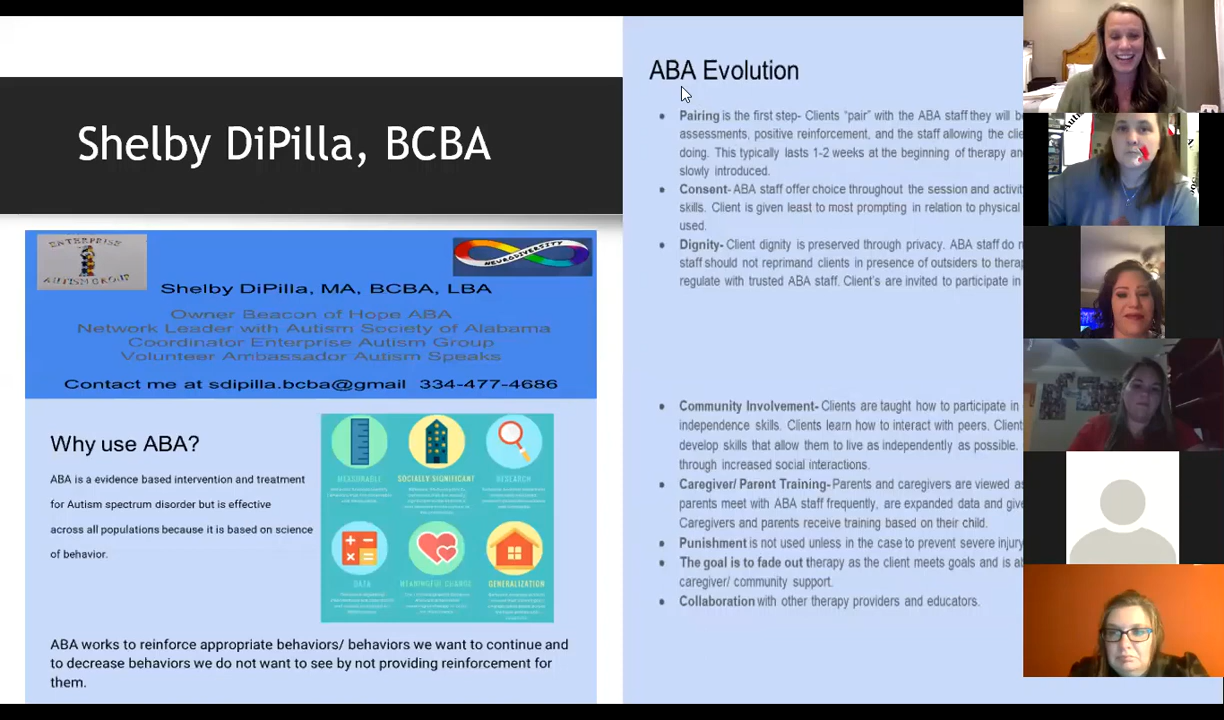 Shelby DiPilla, BCBA
ENTERPRISE
AUTISM GROUP
NEURODIVERSITY
Shelby DiPilla, MA, BCBA, LBA
Owner Beacon of Hope ABA
Network Leader with Autism Society of Alabama
Coordinator Enterprise Autism Group
Volunteer Ambassador Autism Speaks
Contact me at sdipilla.bcba@gmail 334-477-4686
Why use ABA?
ABA is a evidence based intervention and treatment
for Autism spectrum disorder but is effective
across all populations because it is based on science
of behavior.
MEASURABLE
SOCIALLY SIGNIFICANT
RESEARCH
DATA
MEANINGFUL CHANGE
GENERALIZATION
ABA works to reinforce appropriate behaviors/ behaviors we want to continue and
to decrease behaviors we do not want to see by not providing reinforcement for
them.
ABA Evolution
Pairing is the first step- Clients “pair” with the ABA staff they will
assessments, positive reinforcement, and the staff allowing the
doing. This typically lasts 1-2 weeks at the beginning of therapy
slowly introduced.
Consent- ABA staff offer choice throughout the session and
skills. Client is given least to most prompting in relation to physical
used.
Dignity- Client dignity is preserved through privacy. ABA staff do
staff should not reprimand clients in presence of outsiders to
regulate with trusted ABA staff. Client's are invited to participate in
Community Involvement- Clients are taught how to participate in
independence skills. Clients learn how to interact with peers.
develop skills that allow them to live as independently as possible.
through increased social interactions.
Caregiver/ Parent Training- Parents and caregivers are viewed
parents meet with ABA staff frequently, are expanded data and
Caregivers and parents receive training based on their child.
Punishment is not used unless in the case to prevent severe injury
The goal is to fade out therapy as the client meets goals and is
caregiver/ community support.
Collaboration with other therapy providers and educators.